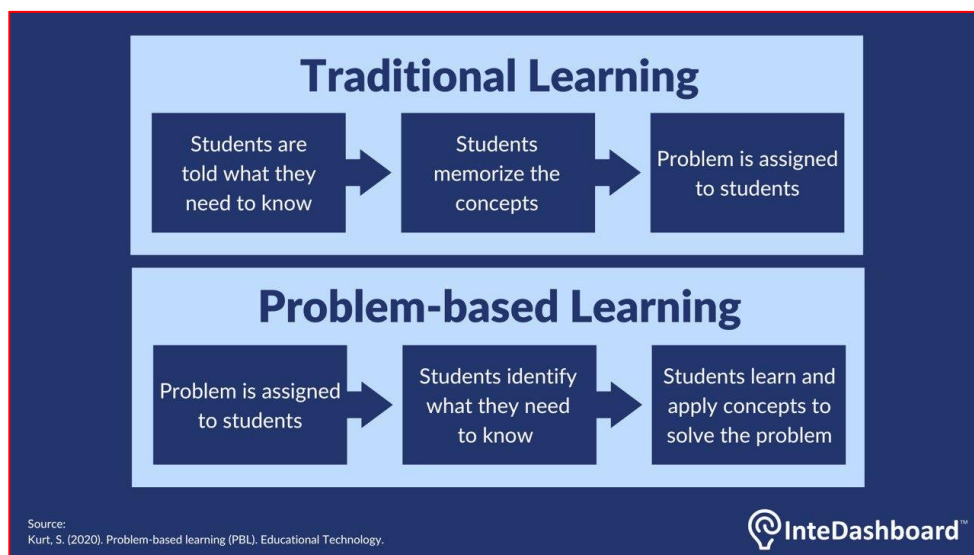 Traditional Learning
Students are
told what they
need to know
Students
memorize the
concepts
Problem is assigned
to students
Problem-based Learning
Problem is assigned
to students
Students identify
what they need
to know
Students learn and
apply concepts to
solve the problem
Source:
Kurt, S. (2020). Problem-based learning (PBL). Educational Technology.
InteDashboard™